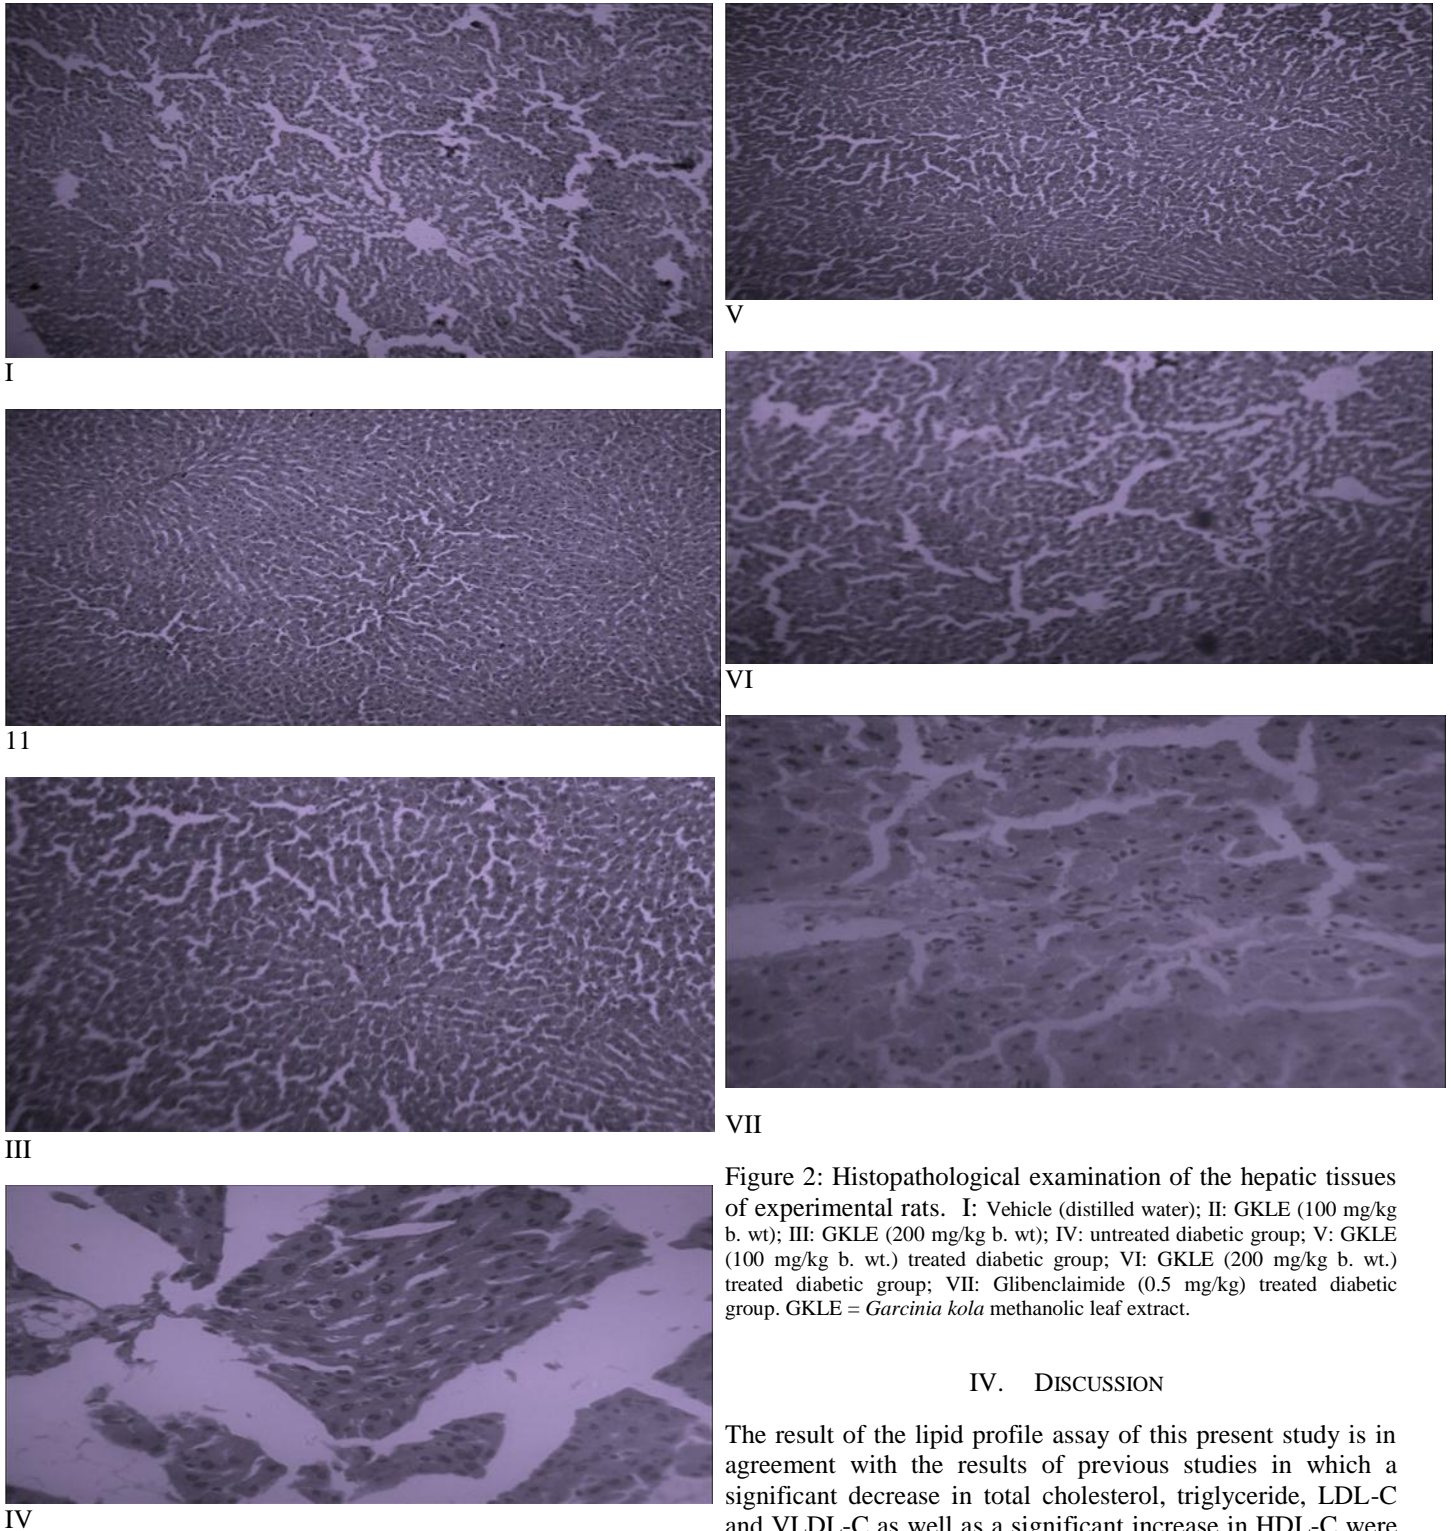 I
11
III
IV
V
VI
VII
Figure 2: Histopathological examination of the hepatic tissues
of experimental rats. I: Vehicle (distilled water); II: GKLE (100 mg/kg
b. wt); III: GKLE (200 mg/kg b. wt); IV: untreated diabetic group; V: GKLE
(100 mg/kg b. wt.) treated diabetic group; VI: GKLE (200 mg/kg b. wt.)
treated diabetic group; VII: Glibenclaimide (0.5 mg/kg) treated diabetic
group. GKLE = Garcinia kola methanolic leaf extract.
IV. DISCUSSION
The result of the lipid profile assay of this present study is in
agreement with the results of previous studies in which a
significant decrease in total cholesterol, triglyceride, LDL-C
and VLDL-C as well as a significant increase in HDL-C were